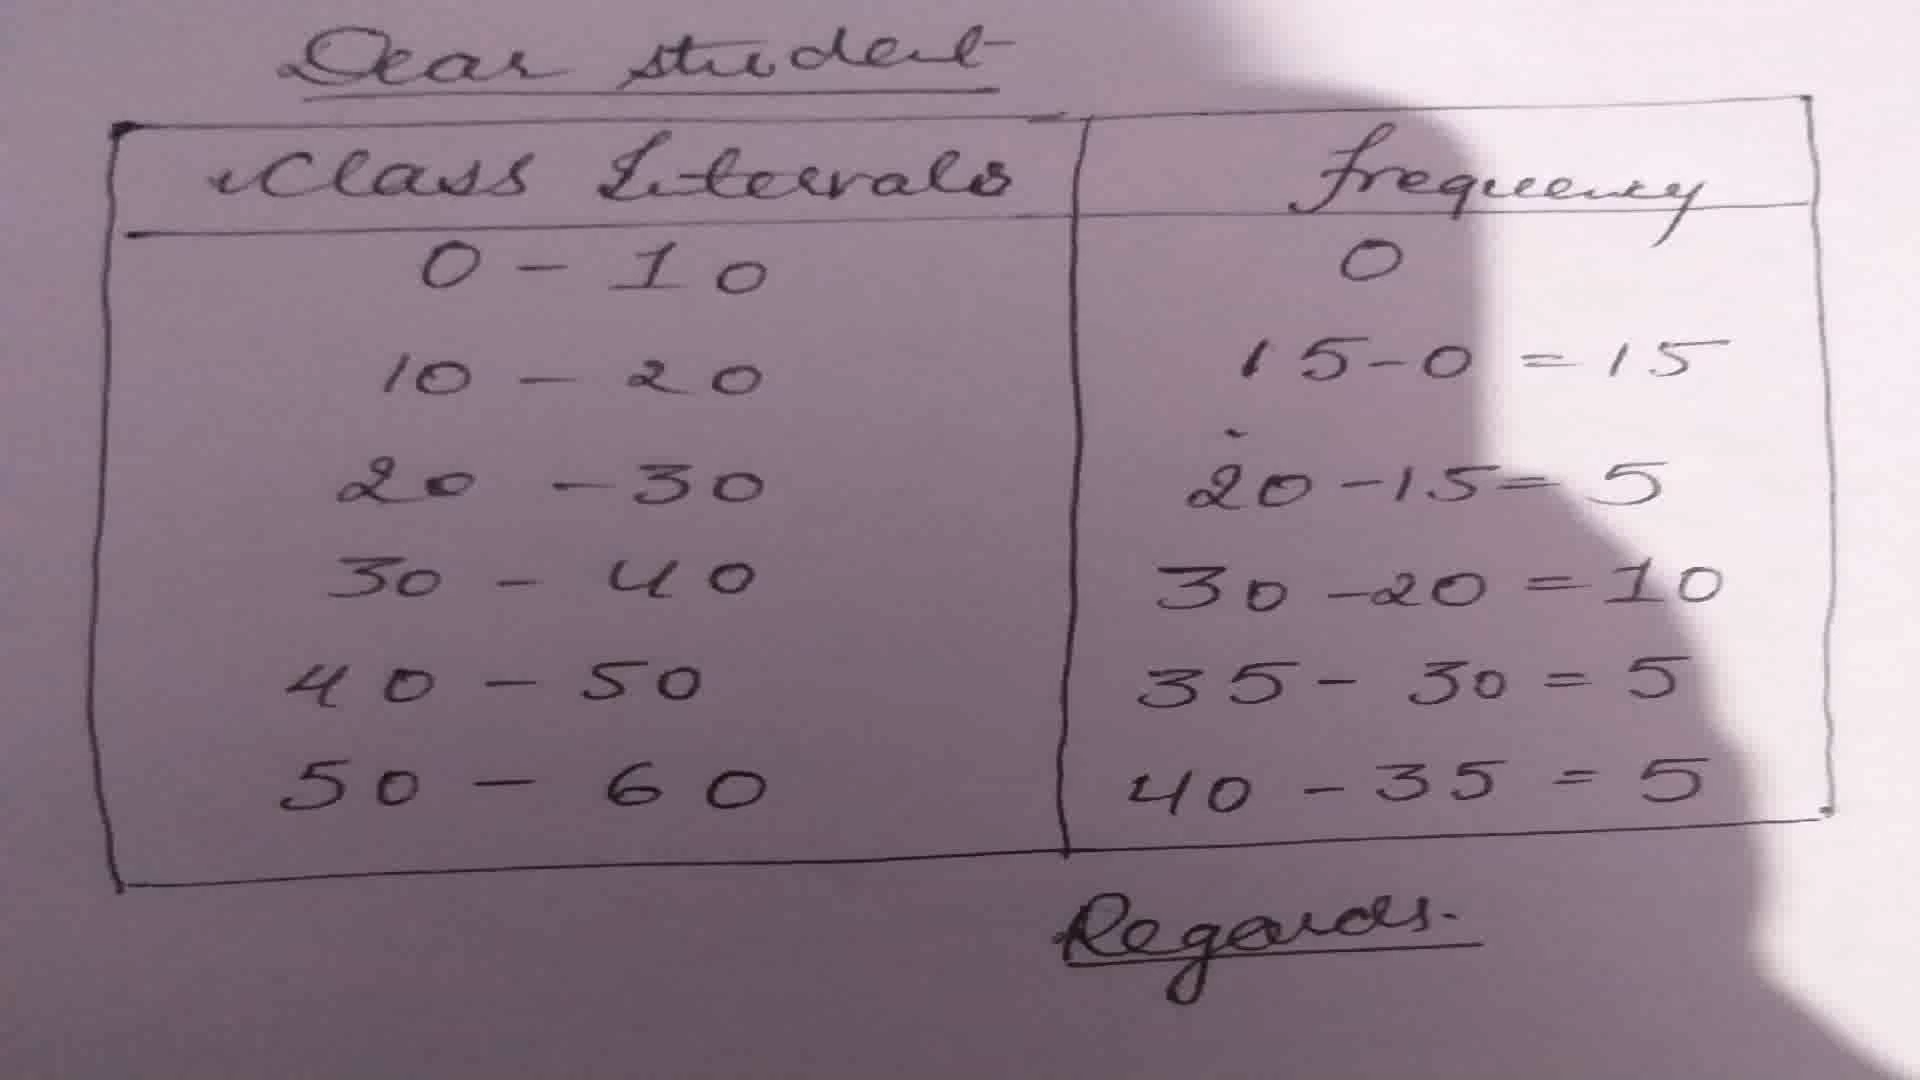 Dear student
Class Intervals Frequency
0 - 10 0
10 - 20 15-0 = 15
20 - 30 20-15 = 5
30 - 40 30-20 = 10
40 - 50 35 - 30 = 5
50 - 60 40 - 35 = 5
Regards.